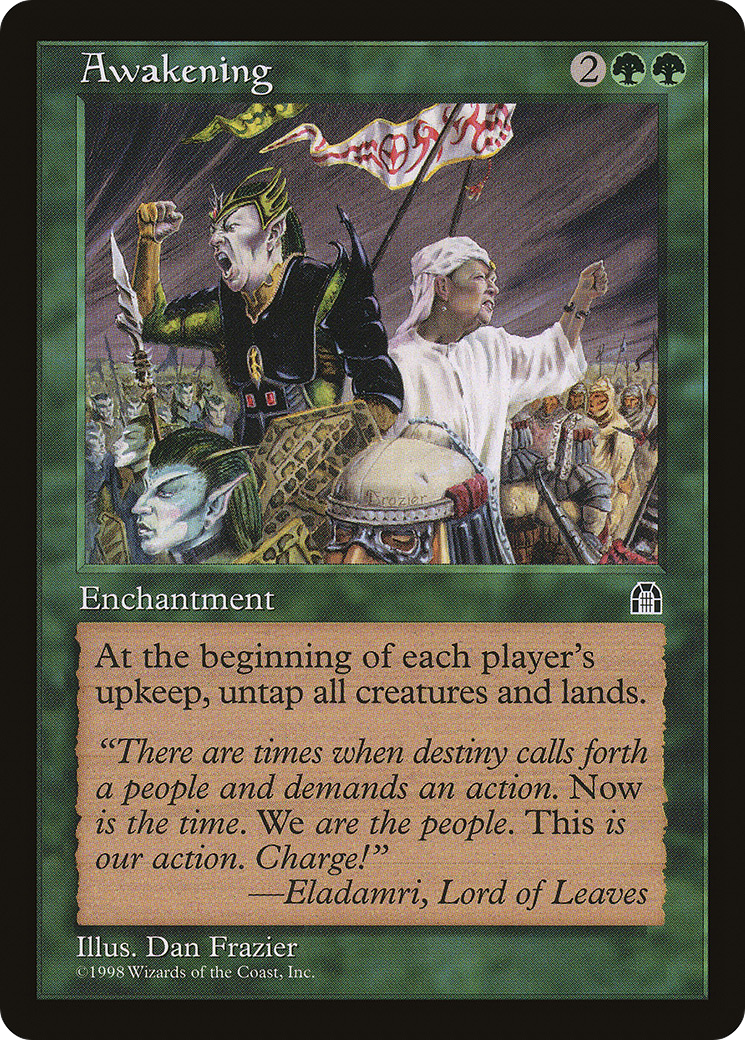 Awakening
2
Frazier
Enchantment
At the beginning of each player's
upkeep, untap all creatures and lands.
“There are times when destiny calls forth
a people and demands an action. Now
is the time. We are the people. This is
our action. Charge!”
—Eladamri, Lord of Leaves
Illus. Dan Frazier
©1998 Wizards of the Coast, Inc.